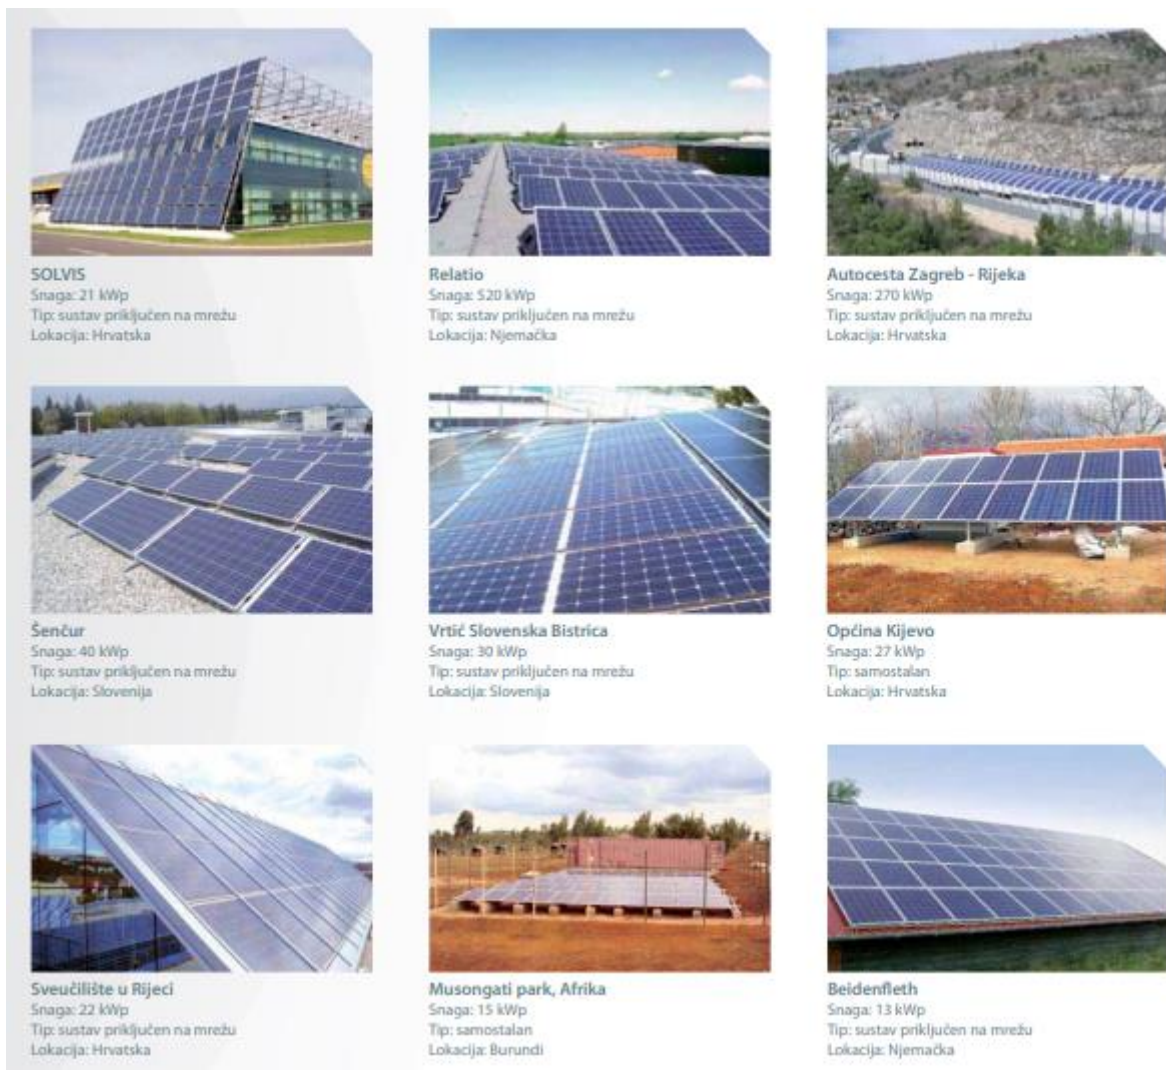 SOLVIS
Snaga: 21 kWp
Tip: sustav priključen na mrežu
Lokacija: Hrvatska
Relatio
Snaga: 520 kWp
Tip: sustav priključen na mrežu
Lokacija: Njemačka
Autocesta Zagreb - Rijeka
Snaga: 270 kWp
Tip: sustav priključen na mrežu
Lokacija: Hrvatska
Šenčur
Snaga: 40 kWp
Tip: sustav priključen na mrežu
Lokacija: Slovenija
Vrtić Slovenska Bistrica
Snaga: 30 kWp
Tip: sustav priključen na mrežu
Lokacija: Slovenija
Općina Kijevo
Snaga: 27 kWp
Tip: samostalan
Lokacija: Hrvatska
Sveučilište u Rijeci
Snaga: 22 kWp
Tip: sustav priključen na mrežu
Lokacija: Hrvatska
Musongati park, Afrika
Snaga: 15 kWp
Tip: samostalan
Lokacija: Burundi
Beidenfleth
Snaga: 13 kWp
Tip: sustav priključen na mrežu
Lokacija: Njemačka